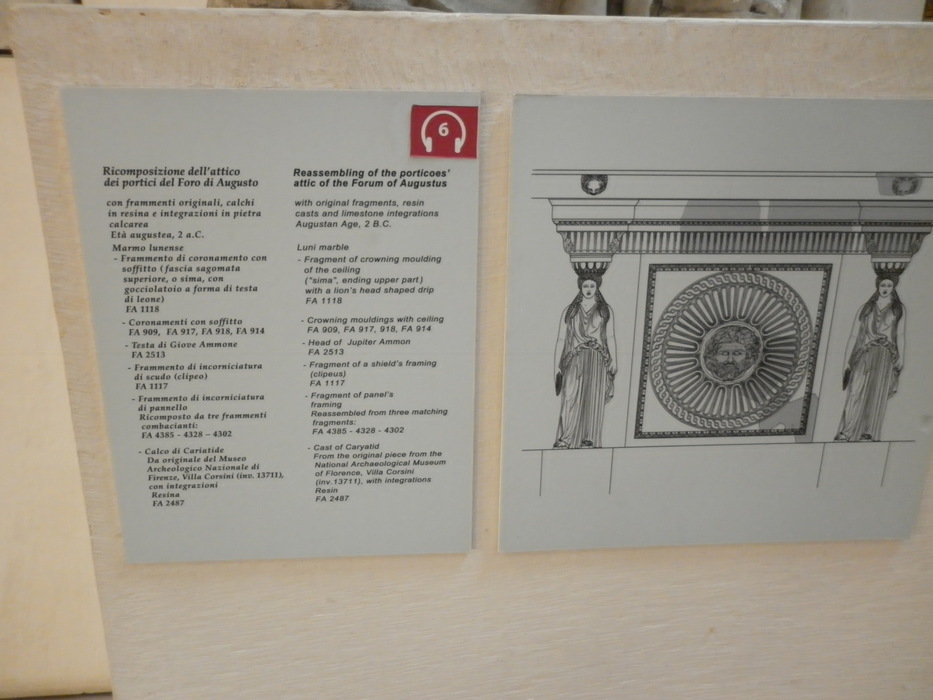 6
Ricomposizione dell'attico
dei portici del Foro di Augusto
con frammenti originali, calchi
in resina e integrazioni in pietra
calcarea
Età augustea, 2 a.C.
Marmo lunense
- Frammento di coronamento con
soffitto (fascia sagomata
superiore, o sima, con
gocciolatoio a forma di testa
di leone)
FA 1118
- Coronamenti con soffitto
FA 909, FA 917, FA 918, FA 914
- Testa di Giove Ammone
FA 2513
- Frammento di incorniciatura
di scudo (clipeo)
FA 1117
- Frammento di incorniciatura
di pannello
Ricomposto da tre frammenti
combacianti:
FA 4385 - 4328 – 4302
- Calco di Cariatide
Da originale del Museo
Archeologico Nazionale di
Firenze, Villa Corsini (inv. 13711),
con integrazioni
Resina
FA 2487
Reassembling of the porticoes'
attic of the Forum of Augustus
with original fragments, resin
casts and limestone integrations
Augustan Age, 2 B.C.
Luni marble
- Fragment of crowning moulding
of the ceiling
("sima", ending upper part)
with a lion's head shaped drip
FA 1118
- Crowning mouldings with ceiling
FA 909, FA 917, 918, FA 914
- Head of Jupiter Ammon
FA 2513
- Fragment of a shield's framing
(clipeus)
FA 1117
- Fragment of panel's
framing
Reassembled from three matching
fragments:
FA 4385 - 4328 - 4302
- Cast of Caryatid
From the original piece from the
National Archaeological Museum
of Florence, Villa Corsini
(inv.13711), with integrations
Resin
FA 2487